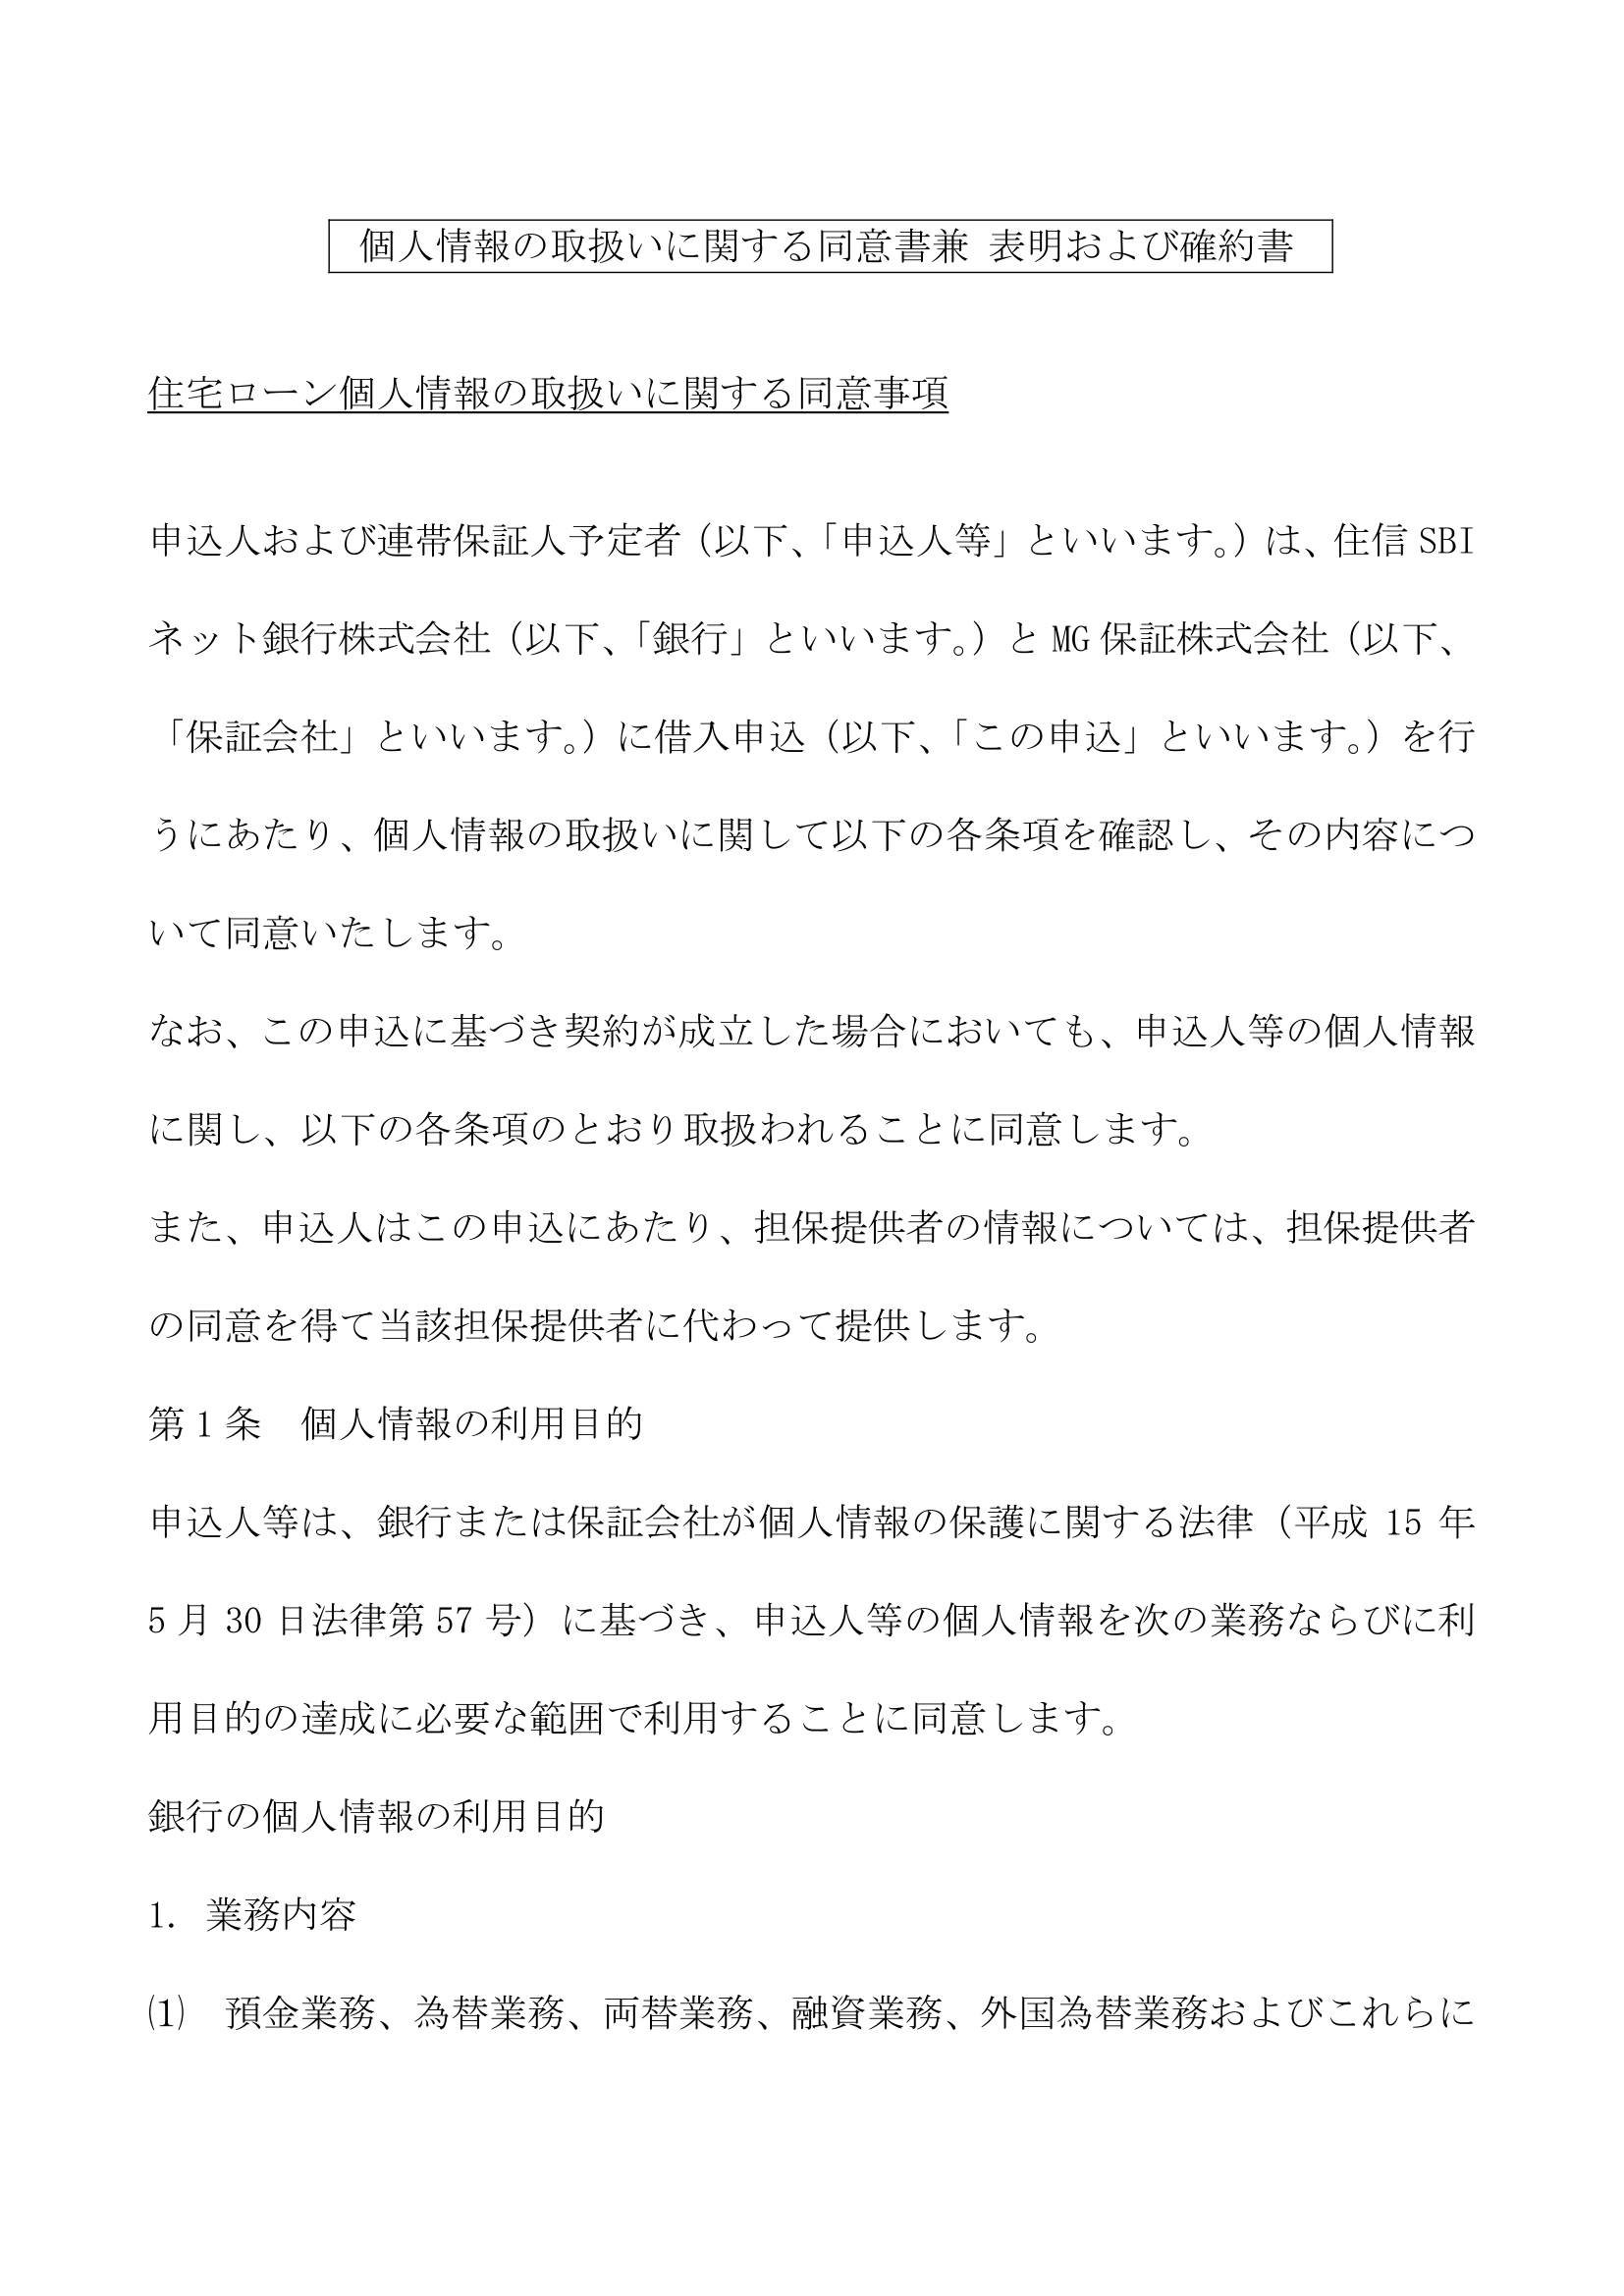 個人情報の取扱いに関する同意書兼 表明および確約書
住宅ローン個人情報の取扱いに関する同意事項
申込人および連帯保証人予定者（以下、「申込人等」といいます。）は、住信 SBI
ネット銀行株式会社（以下、「銀行」といいます。）と MG 保証株式会社（以下、
「保証会社」といいます。）に借入申込（以下、「この申込」といいます。）を行
うにあたり、個人情報の取扱いに関して以下の各条項を確認し、その内容につ
いて同意いたします。
なお、この申込に基づき契約が成立した場合においても、申込人等の個人情報
に関し、以下の各条項のとおり取扱われることに同意します。
また、申込人はこの申込にあたり、担保提供者の情報については、担保提供者
の同意を得て当該担保提供者に代わって提供します。
第 1 条　個人情報の利用目的
申込人等は、銀行または保証会社が個人情報の保護に関する法律（平成 15 年
5 月 30 日法律第 57 号）に基づき、申込人等の個人情報を次の業務ならびに利
用目的の達成に必要な範囲で利用することに同意します。
銀行の個人情報の利用目的
1. 業務内容
⑴　預金業務、為替業務、両替業務、融資業務、外国為替業務およびこれらに